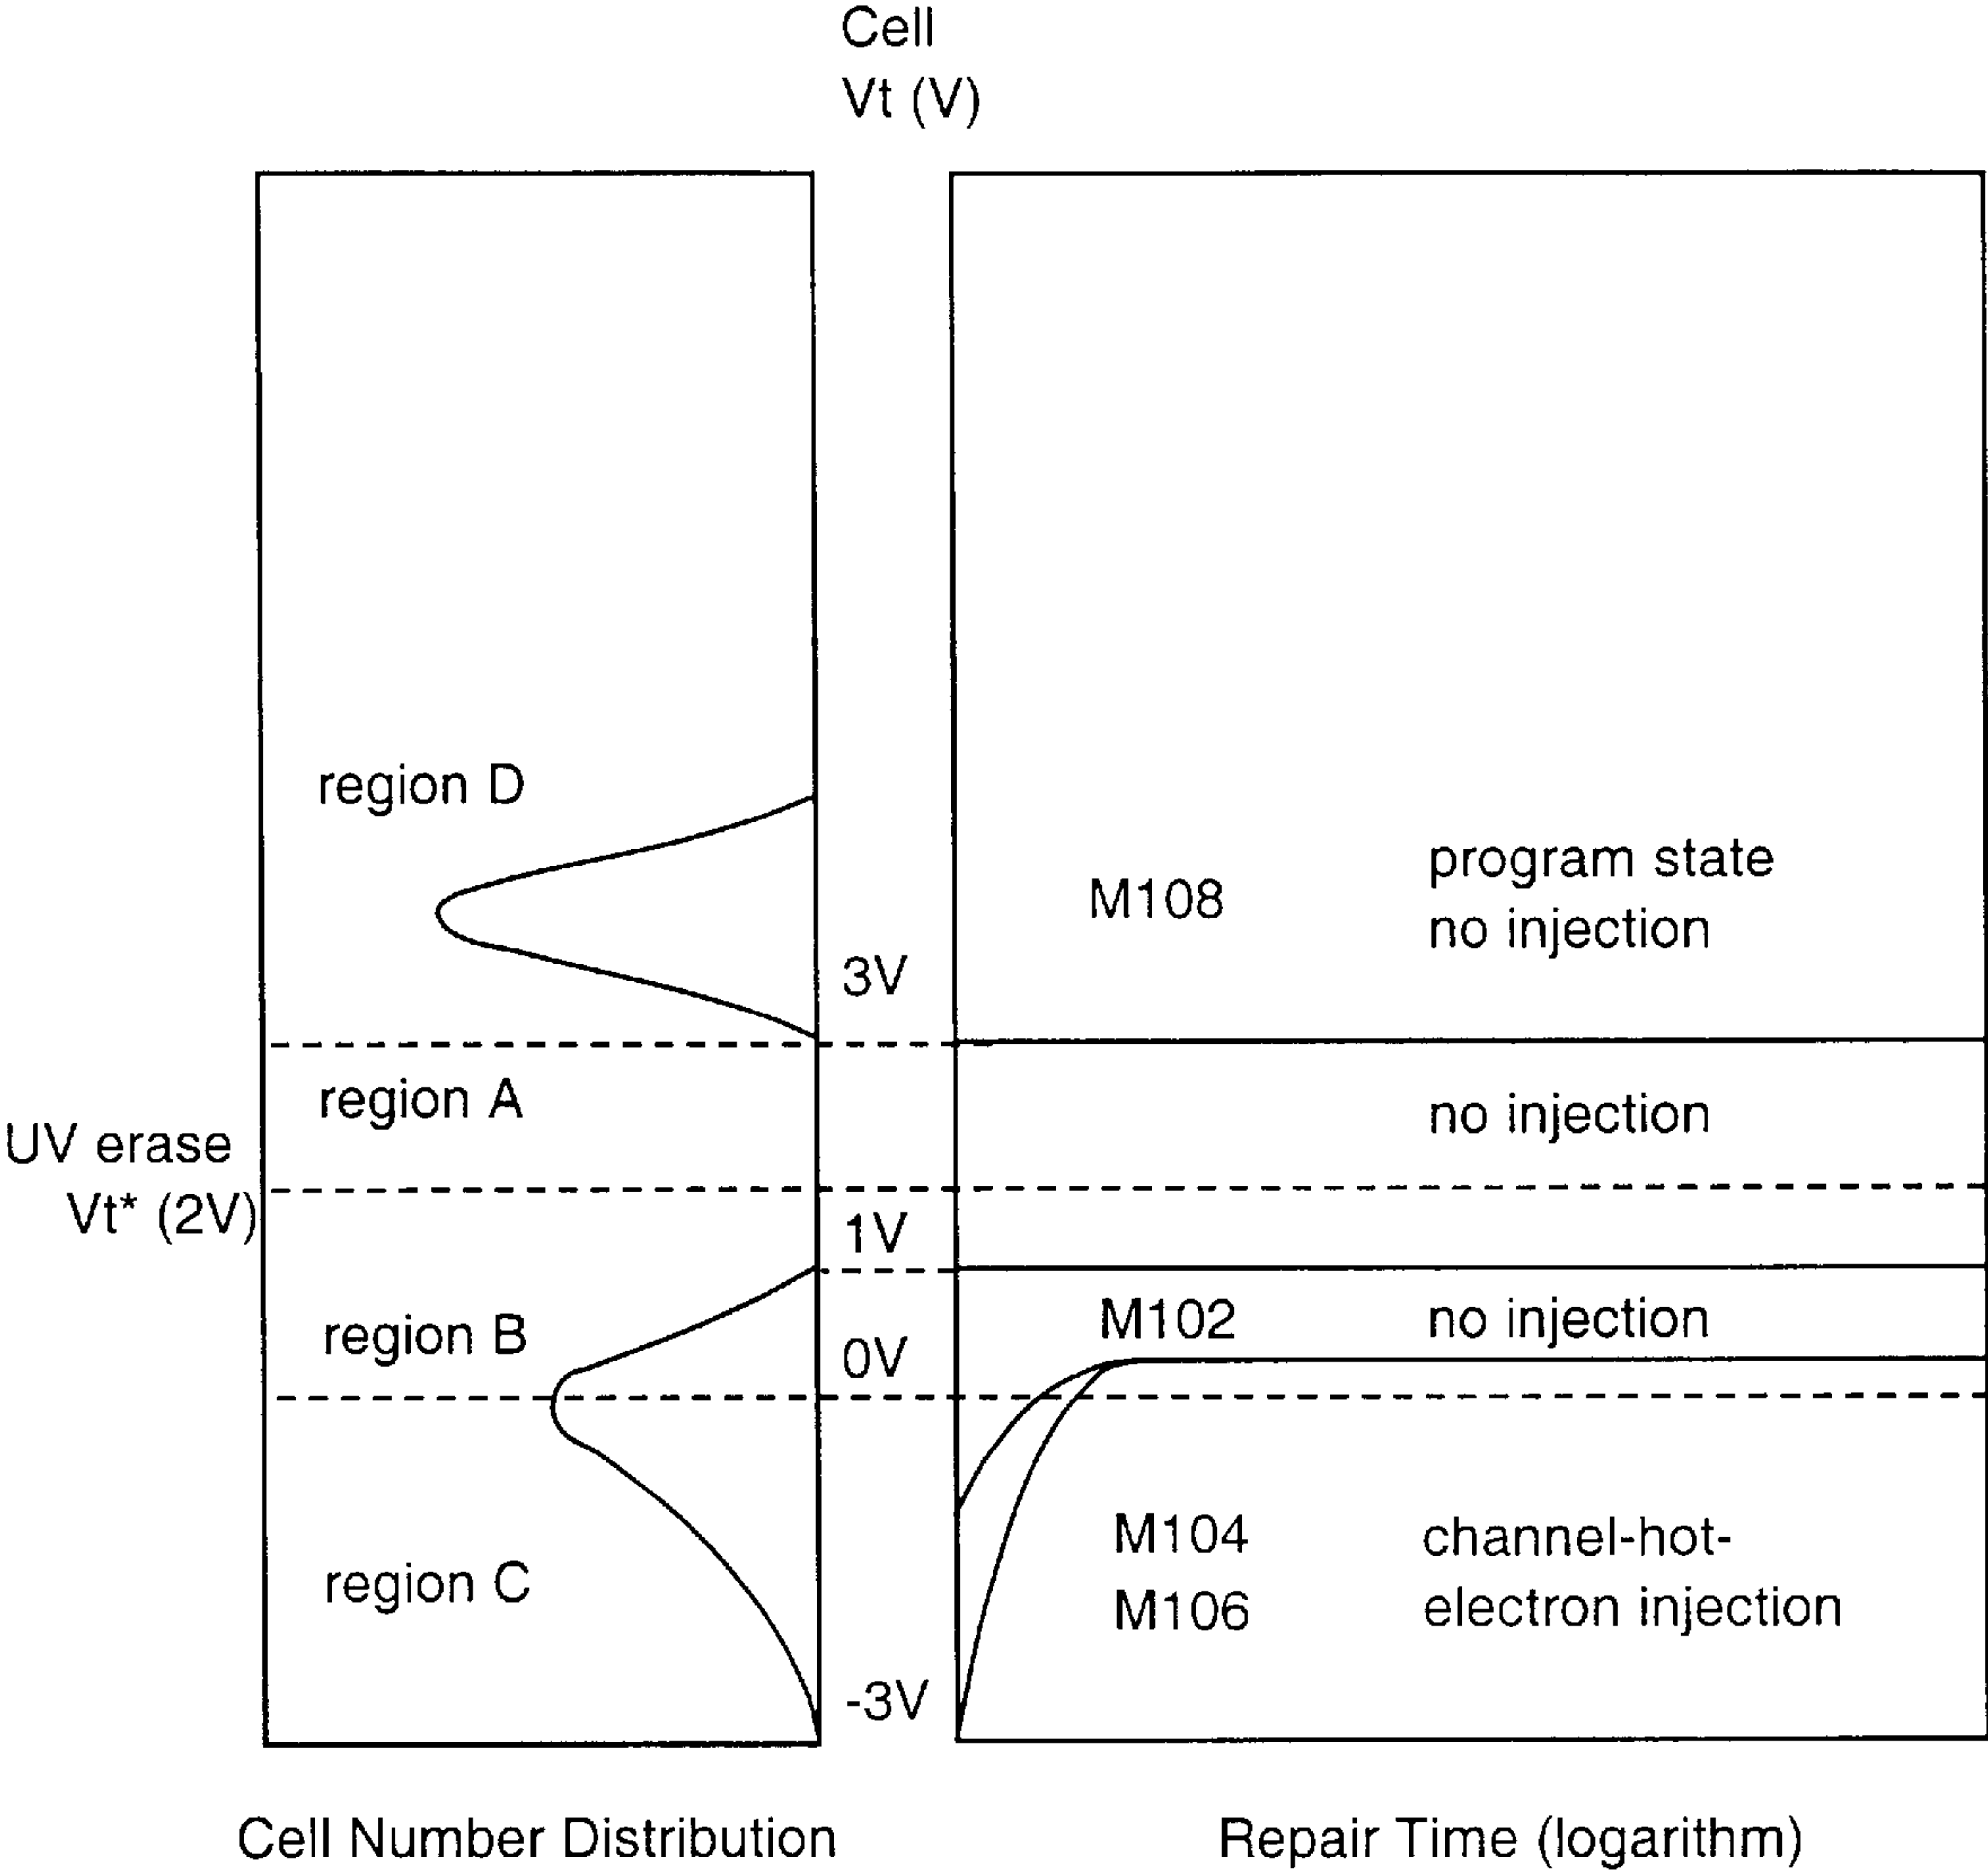 Cell
Vt (V)
region D
M108
program state
no injection
3V
region A
no injection
UV erase
Vt* (2V)
1V
region B
0V
M102
no injection
region C
M104
M106
channel-hot-
electron injection
-3V
Cell Number Distribution
Repair Time (logarithm)